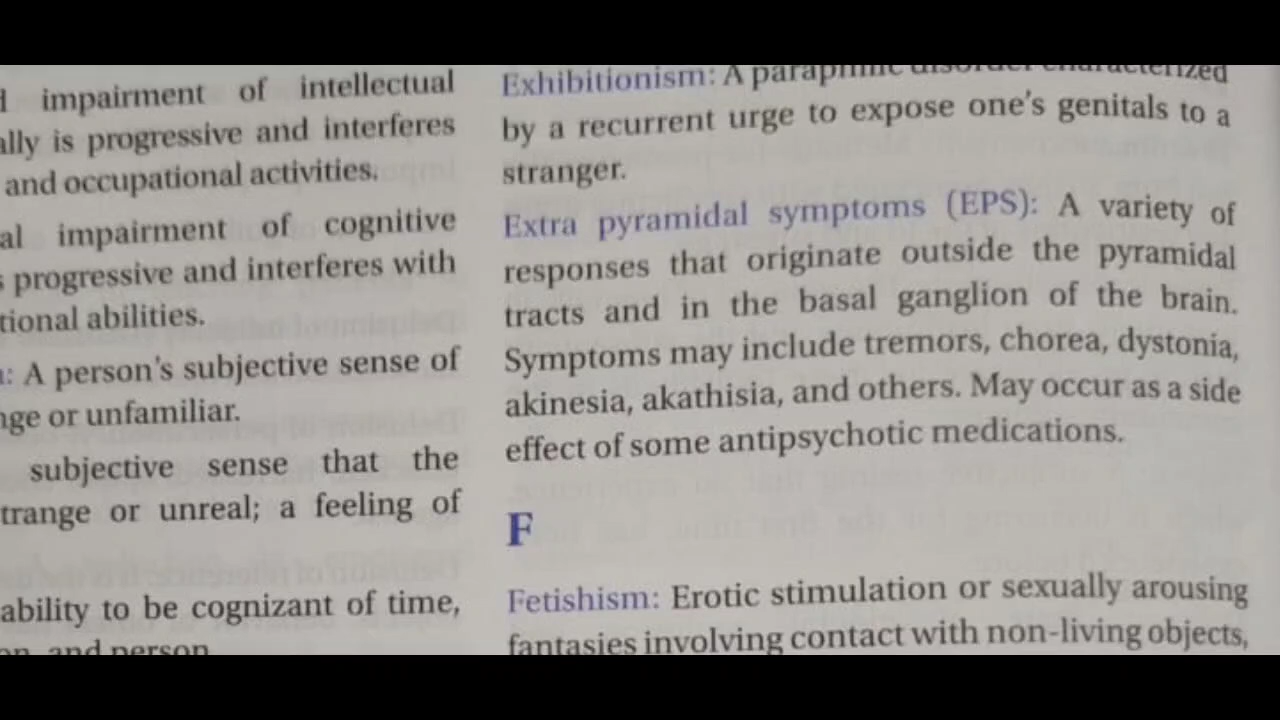 impairment of intellectual
is progressive and interferes
and occupational activities.
impairment of cognitive
progressive and interferes with
abilities.
A person's subjective sense of
or unfamiliar.
subjective sense that the
or unreal; a feeling of
ability to be cognizant of time,
and person
Exhibitionism: A paraphilic disorder characterized
by a recurrent urge to expose one's genitals to a
stranger.
Extra pyramidal symptoms (EPS): A variety of
responses that originate outside the pyramidal
tracts and in the basal ganglion of the brain.
Symptoms may include tremors, chorea, dystonia,
akinesia, akathisia, and others. May occur as a side
effect of some antipsychotic medications.
F
Fetishism: Erotic stimulation or sexually arousing
fantasies involving contact with non-living objects,